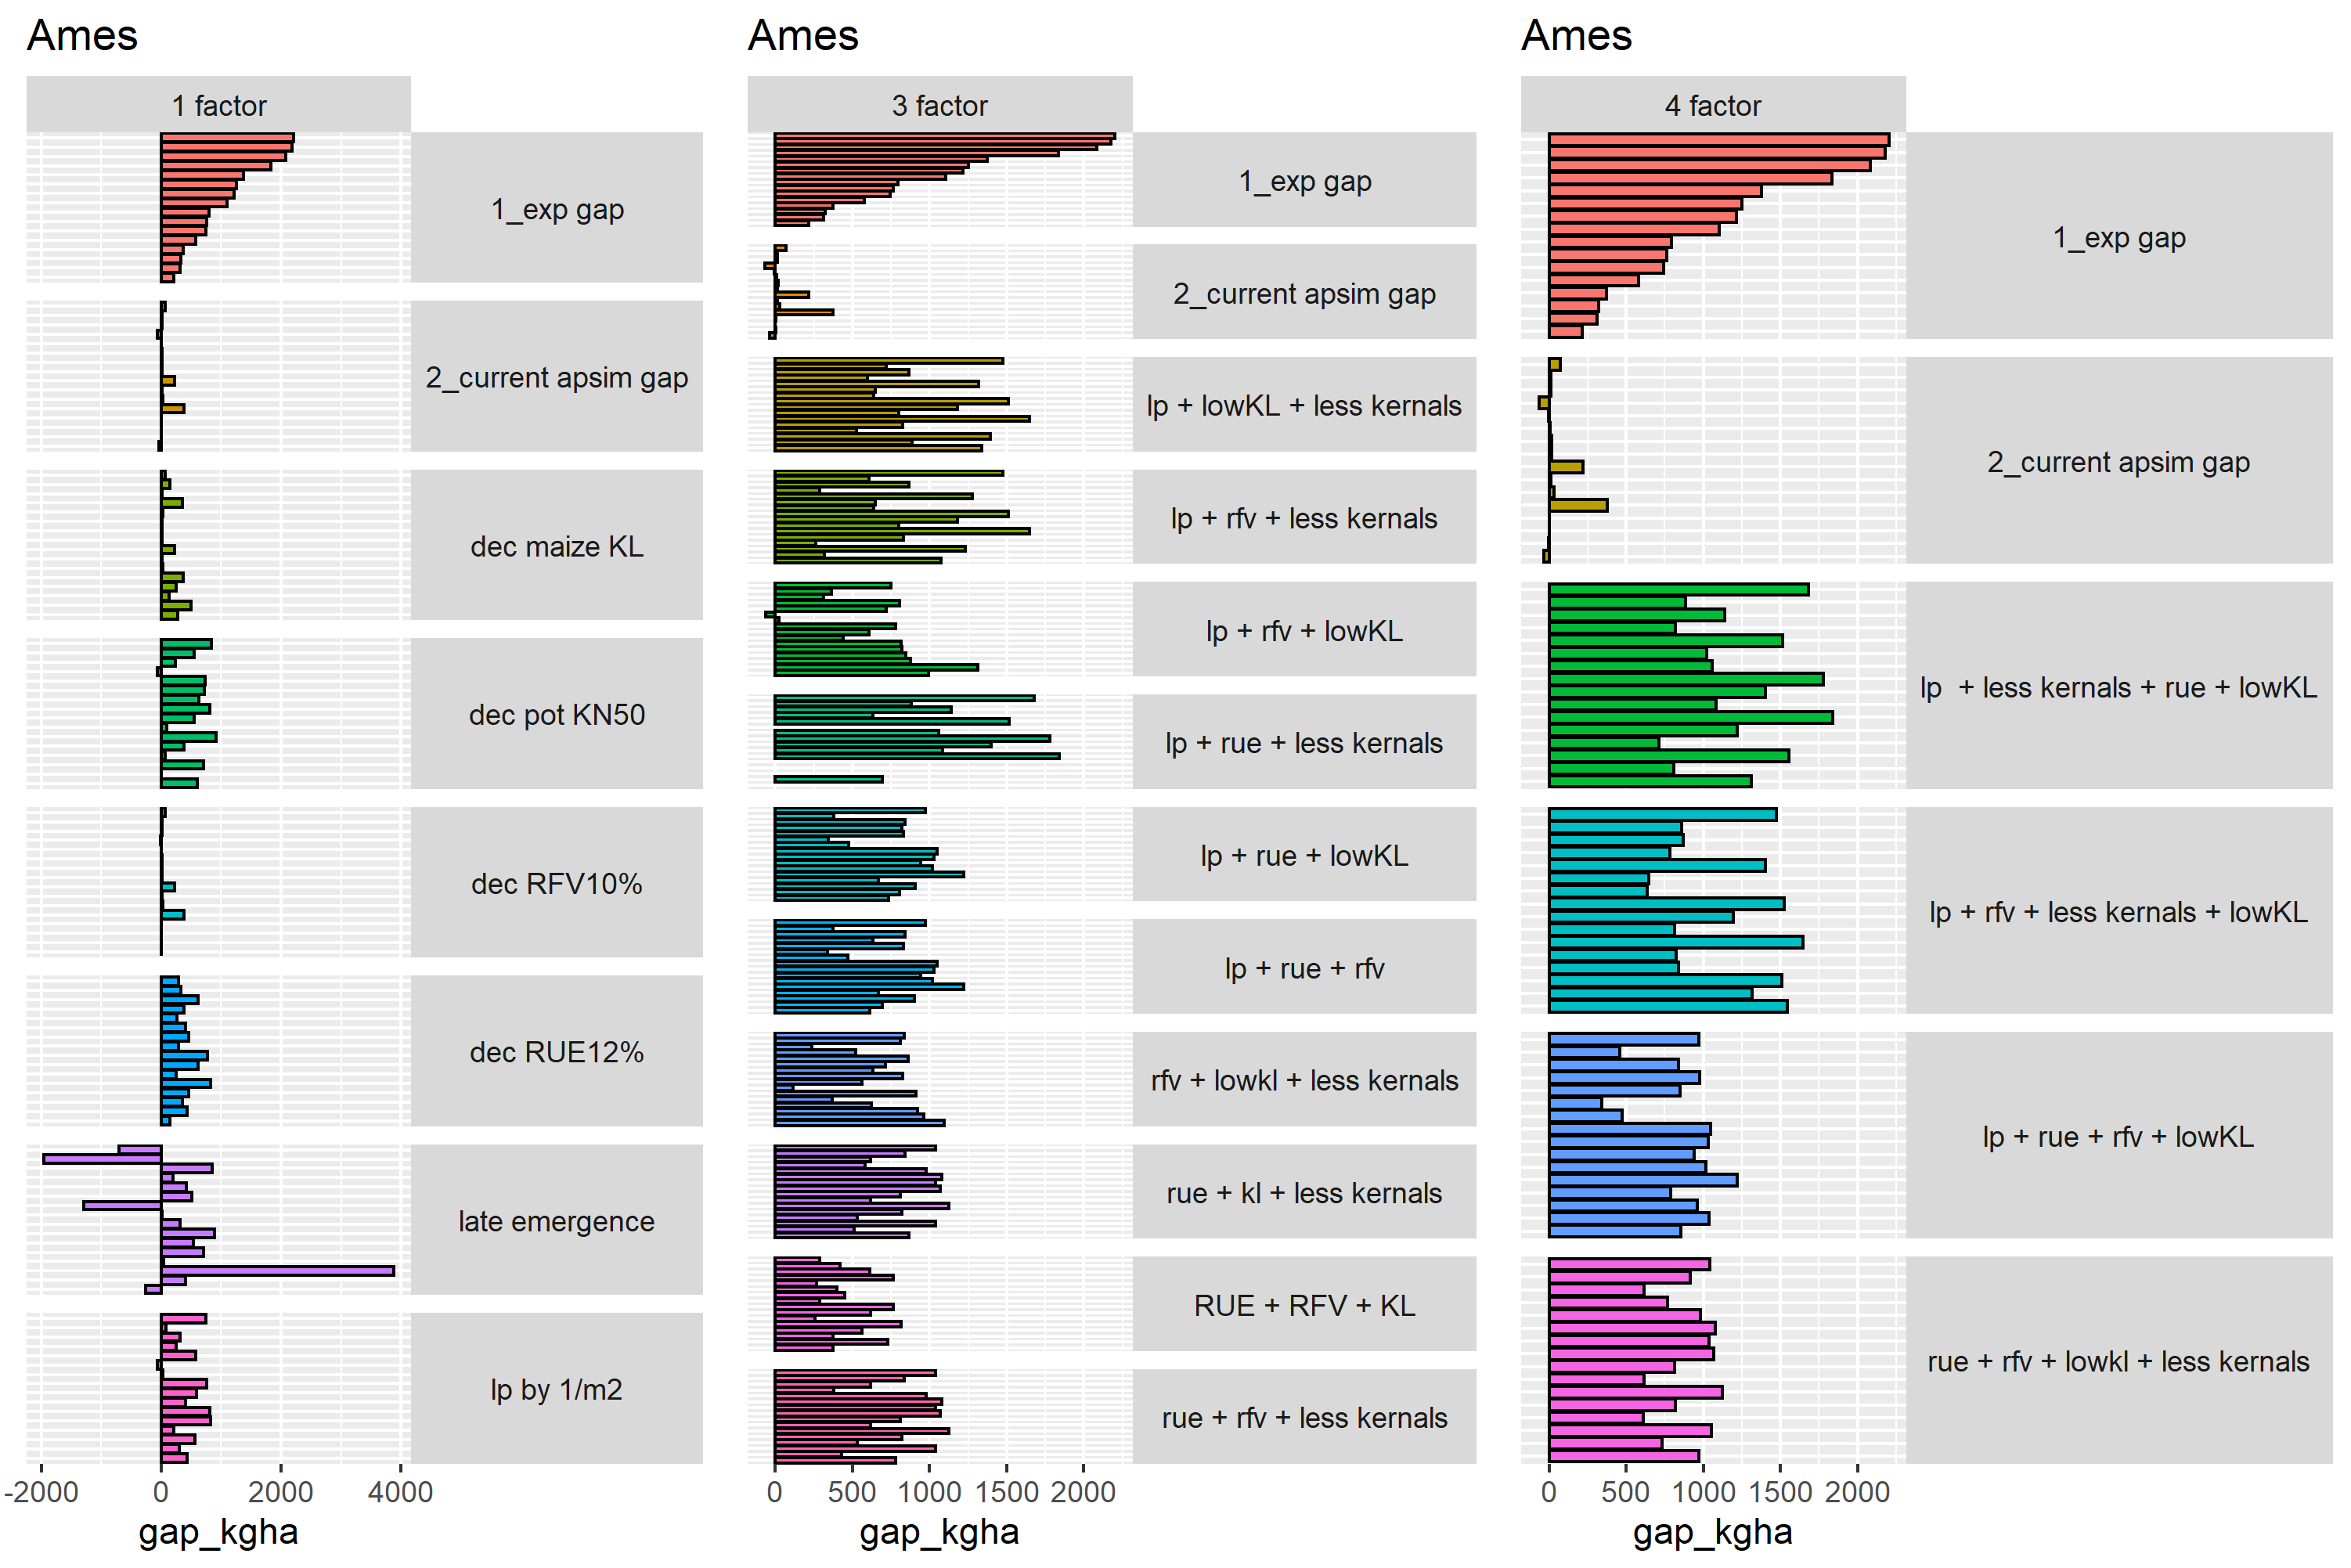 Ames
1 factor
1_exp gap
2_current apsim gap
dec maize KL
dec pot KN50
dec RFV10%
dec RUE12%
late emergence
lp by 1/m2
-2000 0 2000 4000
gap_kgha
Ames
3 factor
1_exp gap
2_current apsim gap
lp + lowKL + less kernals
lp + rfv + less kernals
lp + rfv + lowKL
lp + rue + less kernals
lp + rue + lowKL
lp + rue + rfv
rfv + lowkl + less kernals
rue + kl + less kernals
RUE + RFV + KL
rue + rfv + less kernals
0 500 1000 1500 2000
gap_kgha
Ames
4 factor
1_exp gap
2_current apsim gap
lp  + less kernals + rue + lowKL
lp + rfv + less kernals + lowKL
lp + rue + rfv + lowKL
rue + rfv + lowkl + less kernals
0 500 1000 1500 2000
gap_kgha